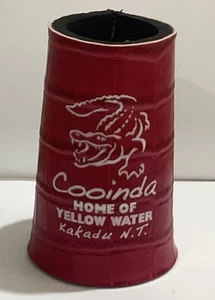 Cooinda
HOME OF
YELLOW WATER
Kakadu N.T.